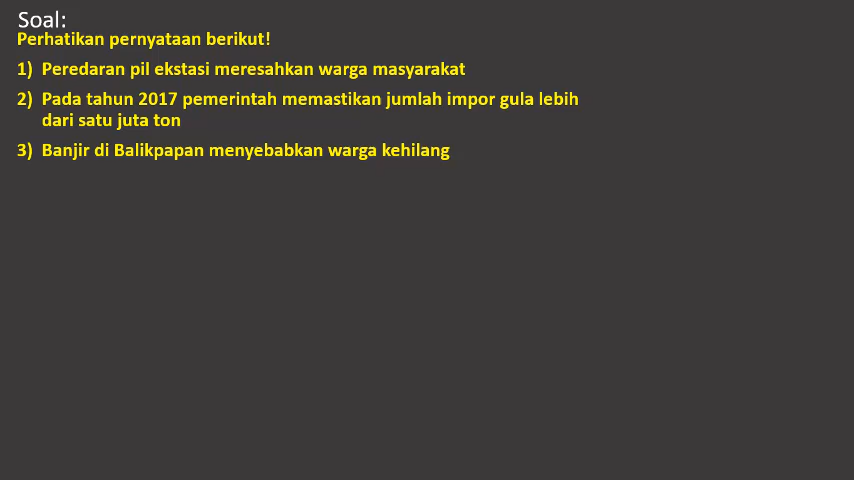 Soal:
Perhatikan pernyataan berikut!
1) Peredaran pil ekstasi meresahkan warga masyarakat
2) Pada tahun 2017 pemerintah memastikan jumlah impor gula lebih
dari satu juta ton
3) Banjir di Balikpapan menyebabkan warga kehilang